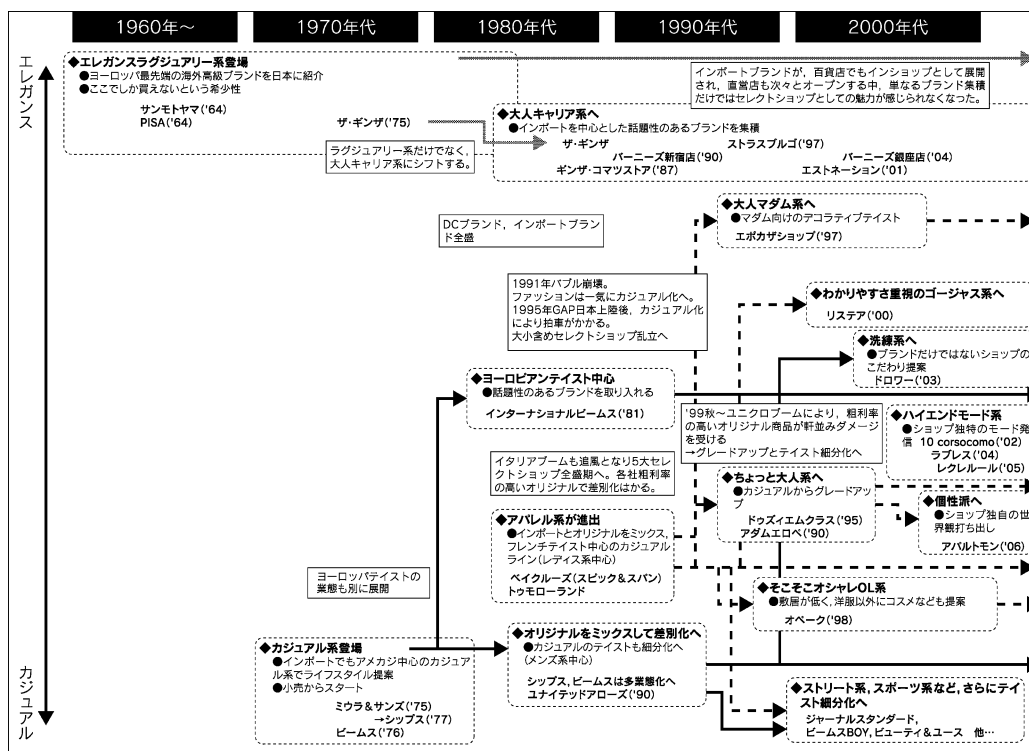 1960年～
1970年代
1980年代
1990年代
2000年代
エレガンス
カジュアル
◆エレガンスラグジュアリー系登場
●ヨーロッパ最先端の海外高級ブランドを日本に紹介
●ここでしか買えないという希少性
サンモトヤマ('64)
PISA('64)
ザ・ギンザ('75)
ラグジュアリー系だけでなく，
大人キャリア系にシフトする。
インポートブランドが，百貨店でもインショップとして展開
され，直営店も次々とオープンする中，単なるブランド集積
だけではセレクトショップとしての魅力が感じられなくなった。
◆大人キャリア系へ
●インポートを中心とした話題性のあるブランドを集積
ザ・ギンザ
ストラスブルゴ('97)
バーニーズ新宿店('90)
バーニーズ銀座店('04)
ギンザ・コマツストア('87)
エストネーション('01)
DCブランド，インポートブラン
ド全盛
◆大人マダム系へ
●マダム向けのデコラティブテイスト
エポカザショップ('97)
1991年バブル崩壊。
ファッションは一気にカジュアル化へ。
1995年GAP日本上陸後，カジュアル化
により拍車がかかる。
大小含めセレクトショップ乱立へ
◆わかりやすさ重視のゴージャス系へ
リステア('00)
◆洗練系へ
●ブランドだけではないショップの
こだわり提案
ドロワー('03)
◆ヨーロピアンテイスト中心
●話題性のあるブランドを取り入れる
インターナショナルビームス('81)
'99秋～ユニクロブームにより，粗利率
の高いオリジナル商品が軒並みダメージ
を受ける
→グレードアップとテイスト細分化へ
◆ハイエンドモード系
●ショップ独特のモード発
信 10 corsocomo('02)
ラブレス('04)
レクレルール('05)
イタリアブームも追風となり5大セレ
クトショップ全盛期へ。各社粗利率
の高いオリジナルで差別化はかる。
◆ちょっと大人系へ
●カジュアルからグレードアッ
プ
ドゥズィエムクラス('95)
アダムエロペ('90)
◆個性派へ
●ショップ独自の世
界観打ち出し
アパルトモン('06)
◆アパレル系が進出
●インポートとオリジナルをミックス，
フレンチテイスト中心のカジュアル
ライン(レディス系中心)
ベイクルーズ(スピック＆スパン)
トゥモローランド
ヨーロッパテイストの
業態も別に展開
◆そこそこオシャレOL系
●敷居が低く，洋服以外にコスメなども提案
オペーク('98)
◆カジュアル系登場
●インポートでもアメカジ中心のカジュア
ル系でライフスタイル提案
●小売からスタート
ミウラ＆サンズ('75)
→シップス('77)
ビームス('76)
◆オリジナルをミックスして差別化へ
●カジュアルのテイストも細分化へ
(メンズ系中心)
シップス，ビームスは多業態化へ
ユナイテッドアローズ('90)
◆ストリート系，スポーツ系など，さらにテイ
スト細分化へ
ジャーナルスタンダード，
ビームスBOY，ビューティ＆ユース 他…